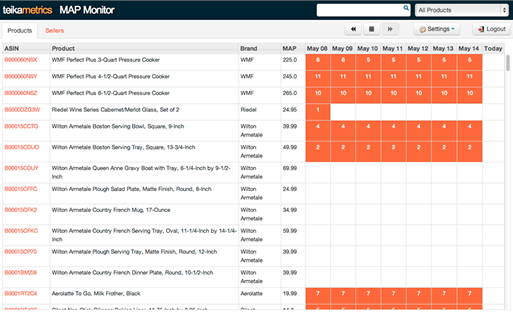 teikametrics MAP Monitor All Products
Products Sellers Settings Logout
ASIN Product Brand MAP May 08 May 09 May 10 May 11 May 12 May 13 May 14 Today
WMF Perfect Plus 3-Quart Pressure Cooker WMF 225.0
B000060NSY WMF Perfect Plus 4-1/2-Quart Pressure Cooker WMF 245.0 11 11 11 11 11 11 11
B000060NSZ WMF Perfect Plus 6-1/2-Quart Pressure Cooker WMF 265.0 10 10 10 10 10 10 10
Riedel Wine Series Cabernet/Merlot Glass, Set of 2 Riedel 24.95 1
B00015CCTG Wilton Armetale Boston Serving Bowl, Square, 9-Inch Wilton 39.99 4 4 4 4 4 4 4
Armetale
B00015CDUO Wilton Armetale Boston Serving Tray, Square, 13-3/4-Inch Wilton 49.99 2 2 2 2 2 2 2
Armetale
B00015CDUY Wilton Armetale Queen Anne Gravy Boat with Tray, 6-1/4-Inch by 9-1/2- Wilton 69.99
Inch Armetale
B00015CFFC Wilton Armetale Plough Salad Plate, Matte Finish, Round, 8-Inch Wilton 24.99
Armetale
B00015CFK2 Wilton Armetale Country French Mug, 17-Ounce Wilton 34.99
Armetale
B00015CFKC Wilton Armetale Country French Serving Tray, Oval, 11-1/4-Inch by 14-1/4- Wilton 59.99
Inch Armetale
B00015CP70 Wilton Armetale Plough Serving Tray, Matte Finish, Round, 12-Inch Wilton 39.99
Armetale
Wilton Armetale Country French Dinner Plate, Round, 10-1/2-Inch Wilton 39.99
Armetale
B0001RT2C4 Aerolatte To Go, Milk Frother, Black Aerolatte 19.99 7 7 7 7 7 7 7